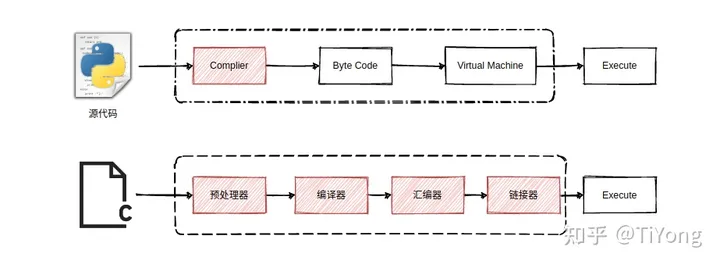 Complier
Byte Code
Virtual Machine
Execute
源代码
预处理器
编译器
汇编器
链接器
Execute
C
知乎 @TiYong